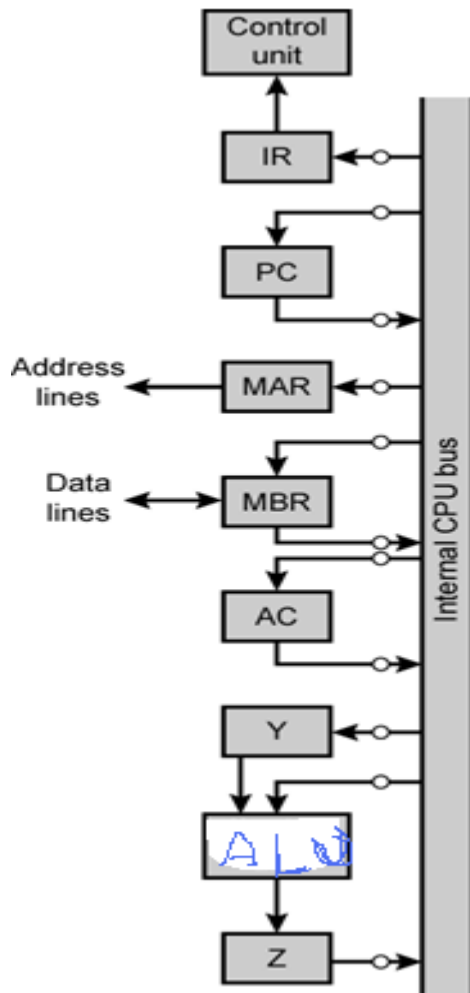 Control
unit
IR
PC
Address
lines
MAR
Data
lines
MBR
Internal CPU bus
AC
Y
ALU
Z